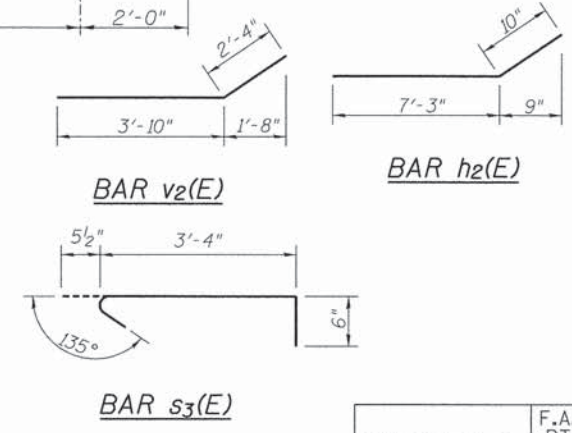 2'-0"
2'-4"
3'-10"
1'-8"
BAR v2(E)
10"
7'-3"
9"
BAR h2(E)
5½"
3'-4"
135°
6"
BAR s3(E)
F.A.